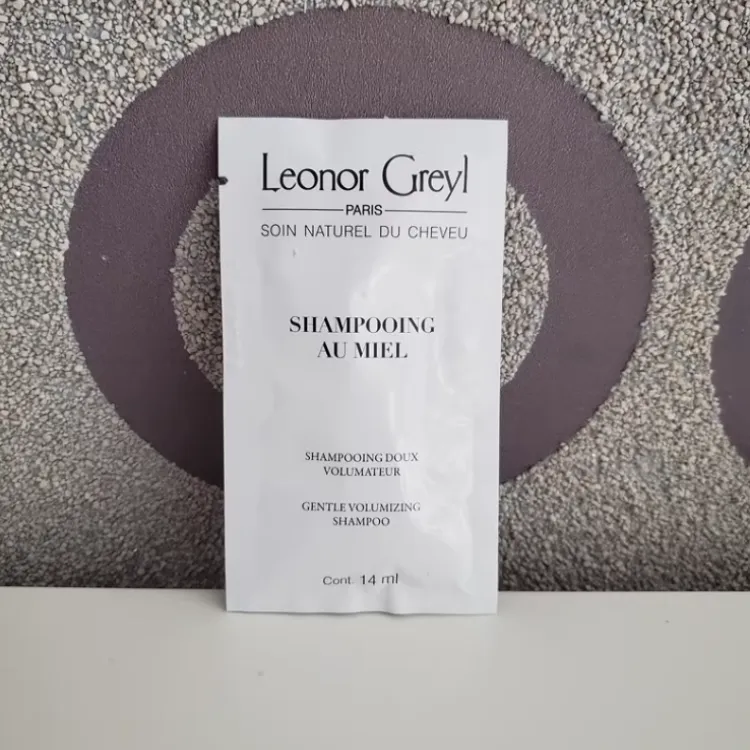 Leonor Greyl
PARIS
SOIN NATUREL DU CHEVEU
SHAMPOOING
AU MIEL
SHAMPOOING DOUX
VOLUMATEUR
GENTLE VOLUMIZING
SHAMPOO
Cont. 14 ml